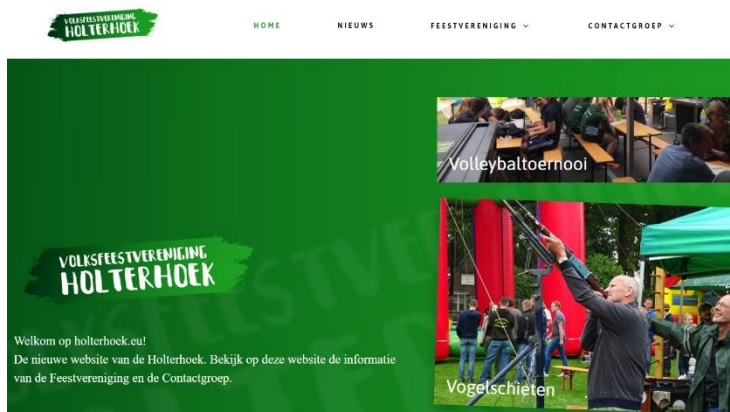 VOLKSFEESTVERENIGING
HOLTERHOEK
HOME
NIEUWS
FEESTVERENIGING
CONTACTGROEP
Volleybaltoernooi
VOLKSFEESTVERENIGING
HOLTERHOEK
Welkom op holterhoek.eu!
De nieuwe website van de Holterhoek. Bekijk op deze website de informatie
van de Feestvereniging en de Contactgroep.
Vogelschieten